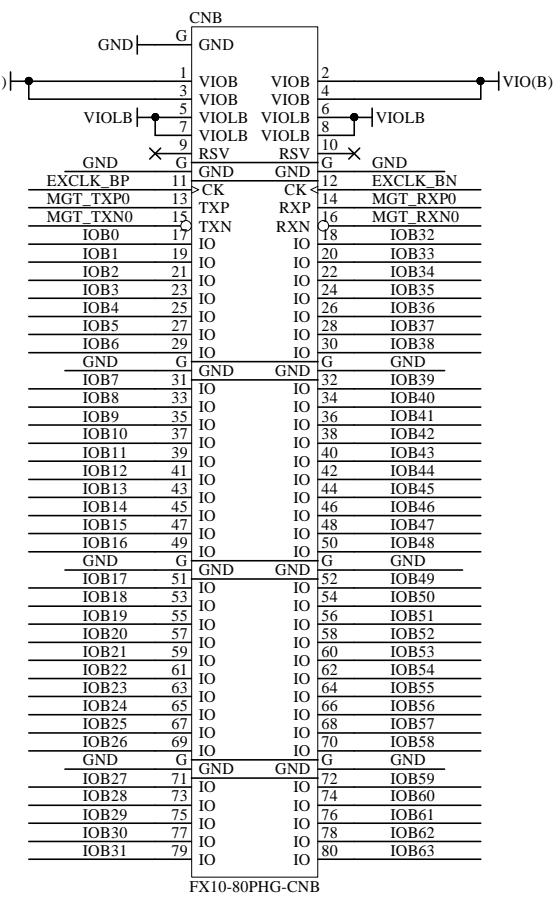 CNB
GND G GND
1 VIOB VIOB 2
) VIO(B)
3 VIOB VIOB 4
5 VIOLB VIOLB 6
VIOLB VIOLB
7 VIOLB VIOLB 8
9 RSV RSV 10
GND G GND GND G GND
EXCLK_BP 11 CK CK 12 EXCLK_BN
MGT_TXP0 13 TXP RXP 14 MGT_RXP0
MGT_TXN0 15 TXN RXN 16 MGT_RXN0
IOB0 17 IO IO 18 IOB32
IOB1 19 IO IO 20 IOB33
IOB2 21 IO IO 22 IOB34
IOB3 23 IO IO 24 IOB35
IOB4 25 IO IO 26 IOB36
IOB5 27 IO IO 28 IOB37
IOB6 29 IO IO 30 IOB38
GND G GND GND G GND
IOB7 31 IO IO 32 IOB39
IOB8 33 IO IO 34 IOB40
IOB9 35 IO IO 36 IOB41
IOB10 37 IO IO 38 IOB42
IOB11 39 IO IO 40 IOB43
IOB12 41 IO IO 42 IOB44
IOB13 43 IO IO 44 IOB45
IOB14 45 IO IO 46 IOB46
IOB15 47 IO IO 48 IOB47
IOB16 49 IO IO 50 IOB48
GND G GND GND G GND
IOB17 51 IO IO 52 IOB49
IOB18 53 IO IO 54 IOB50
IOB19 55 IO IO 56 IOB51
IOB20 57 IO IO 58 IOB52
IOB21 59 IO IO 60 IOB53
IOB22 61 IO IO 62 IOB54
IOB23 63 IO IO 64 IOB55
IOB24 65 IO IO 66 IOB56
IOB25 67 IO IO 68 IOB57
IOB26 69 IO IO 70 IOB58
GND G GND GND G GND
IOB27 71 IO IO 72 IOB59
IOB28 73 IO IO 74 IOB60
IOB29 75 IO IO 76 IOB61
IOB30 77 IO IO 78 IOB62
IOB31 79 IO IO 80 IOB63
FX10-80PHG-CNB